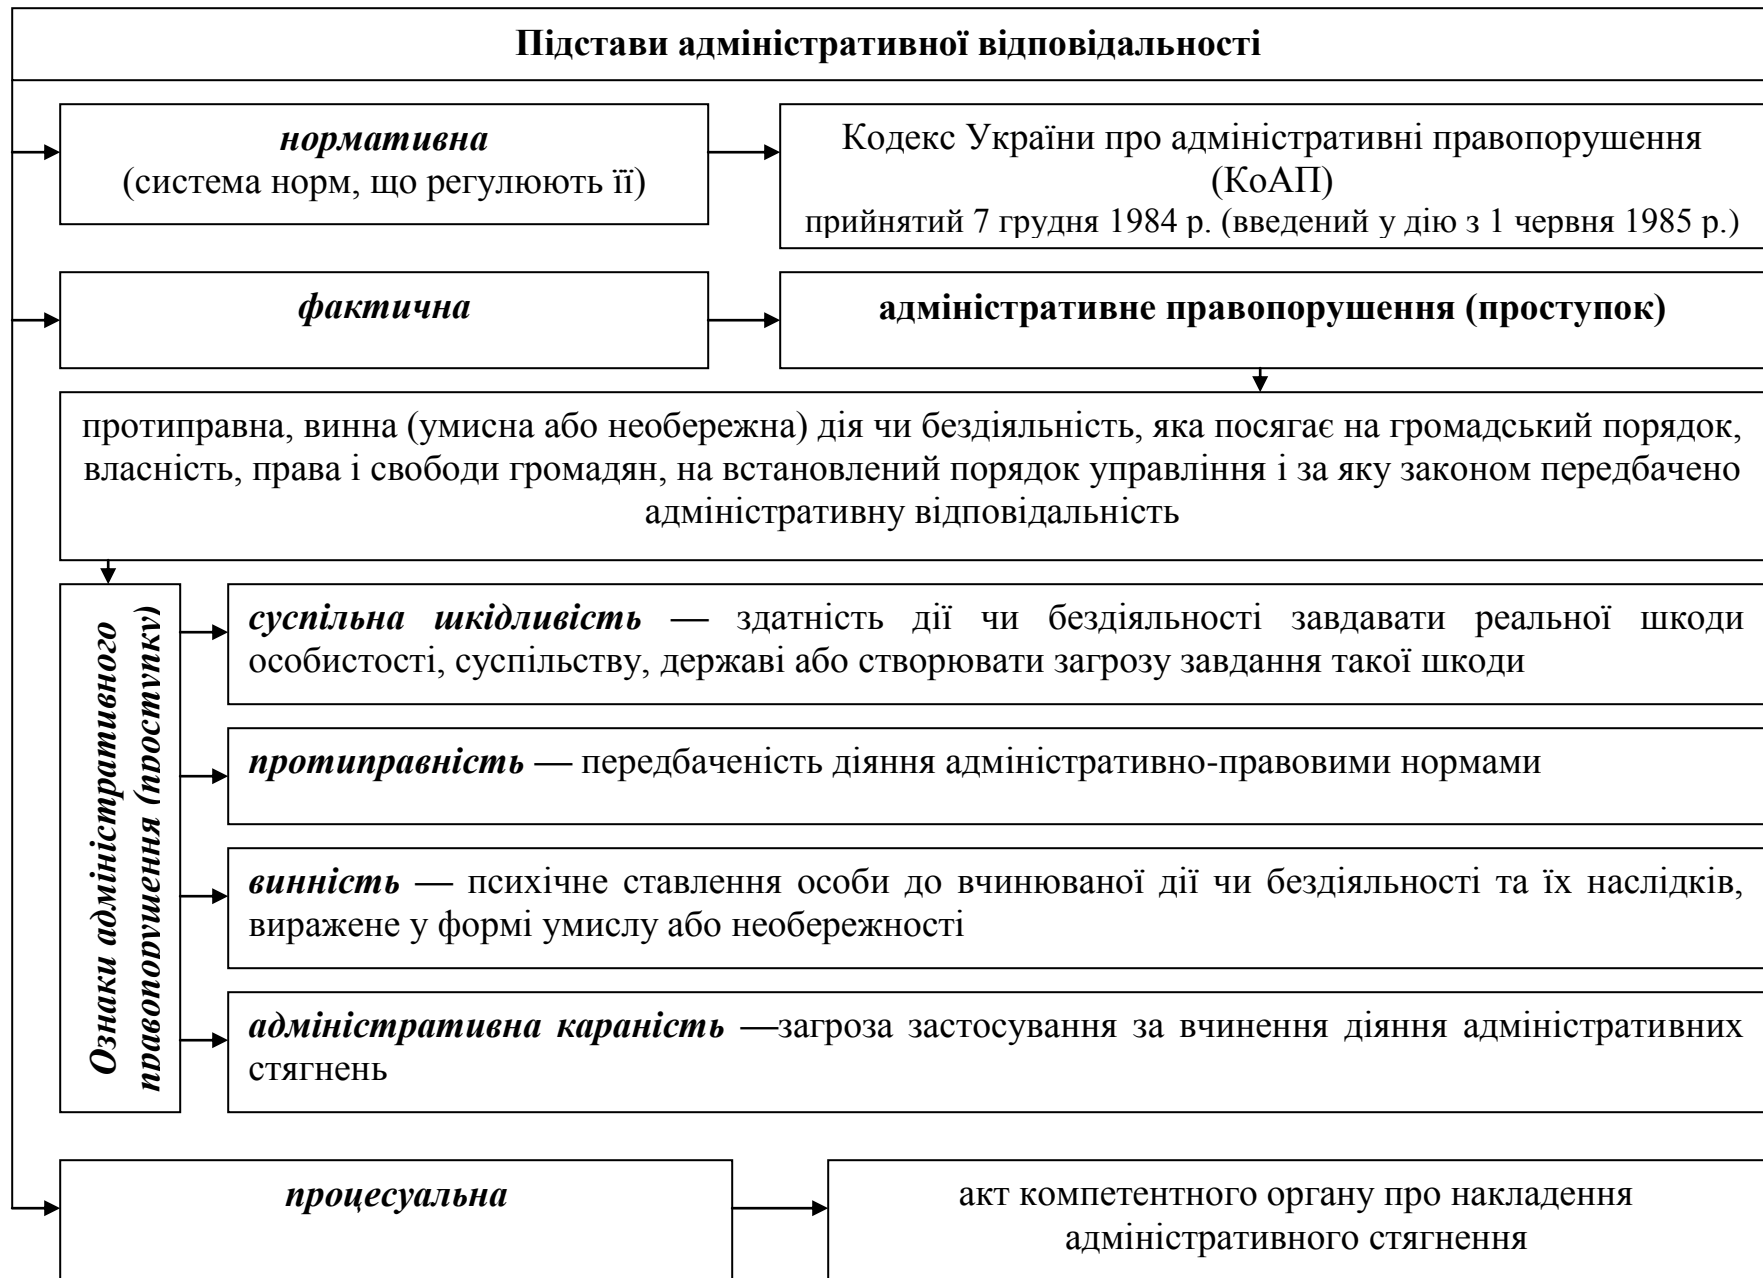 Підстави адміністративної відповідальності
нормативна
(система норм, що регулюють її)
Кодекс України про адміністративні правопорушення
(КоАП)
прийнятий 7 грудня 1984 р. (введений у дію з 1 червня 1985 р.)
фактична
адміністративне правопорушення (проступок)
протиправна, винна (умисна або необережна) дія чи бездіяльність, яка посягає на громадський порядок,
власність, права і свободи громадян, на встановлений порядок управління і за яку законом передбачено
адміністративну відповідальність
Ознаки адміністративного
правопорушення (проступку)
суспільна шкідливість — здатність дії чи бездіяльності завдавати реальної шкоди
особистості, суспільству, державі або створювати загрозу завдання такої шкоди
протиправність — передбаченість діяння адміністративно-правовими нормами
винність — психічне ставлення особи до вчинюваної дії чи бездіяльності та їх наслідків,
виражене у формі умислу або необережності
адміністративна караність —загроза застосування за вчинення діяння адміністративних
стягнень
процесуальна
акт компетентного органу про накладення
адміністративного стягнення